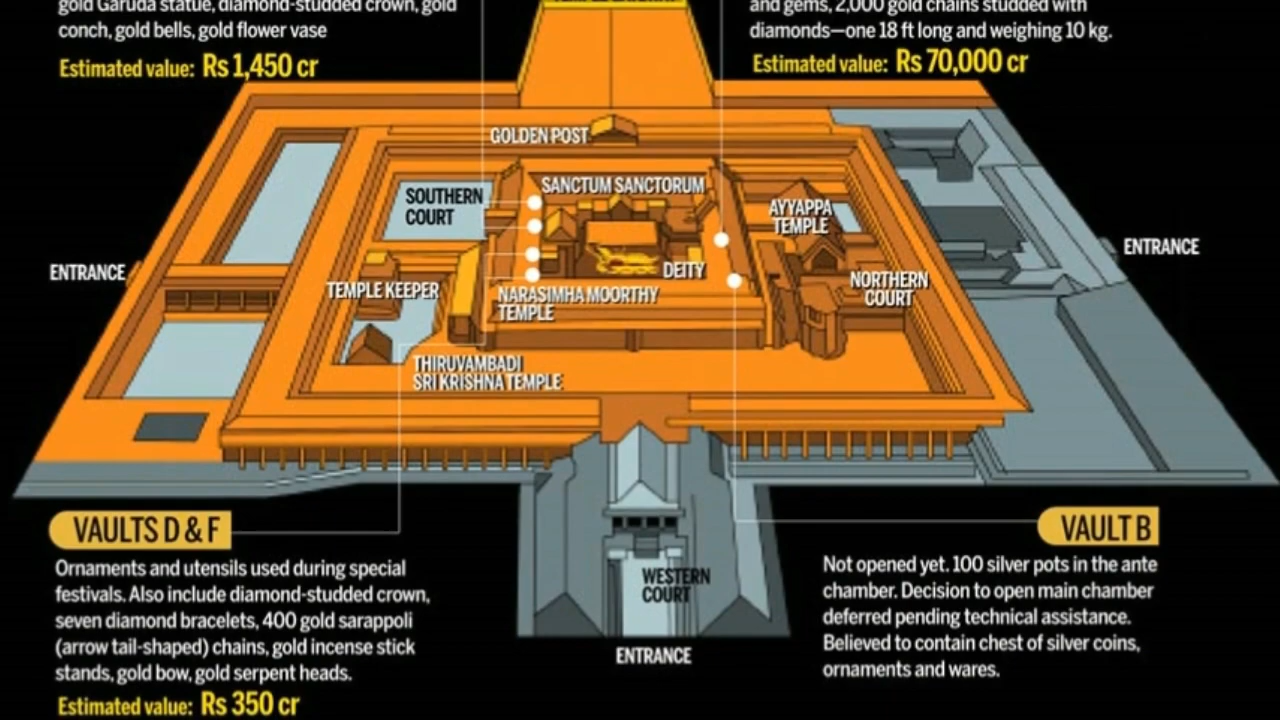 gold Garuda statue, diamond-studded crown, gold
conch, gold bells, gold flower vase
Estimated value: Rs 1,450 cr
and gems, 2,000 gold chains studded with
diamonds—one 18 ft long and weighing 10 kg.
Estimated value: Rs 70,000 cr
GOLDEN POST
SANCTUM SANCTORUM
SOUTHERN
COURT
AYYAPPA
TEMPLE
ENTRANCE
ENTRANCE
DEITY
TEMPLE KEEPER
NARASIMHA MOORTHY
TEMPLE
NORTHERN
COURT
THIRUVAMBADI
SRI KRISHNA TEMPLE
VAULTS D & F
Ornaments and utensils used during special
festivals. Also include diamond-studded crown,
seven diamond bracelets, 400 gold sarappoli
(arrow tail-shaped) chains, gold incense stick
stands, gold bow, gold serpent heads.
Estimated value: Rs 350 cr
WESTERN
COURT
ENTRANCE
VAULT B
Not opened yet. 100 silver pots in the ante
chamber. Decision to open main chamber
deferred pending technical assistance.
Believed to contain chest of silver coins,
ornaments and wares.